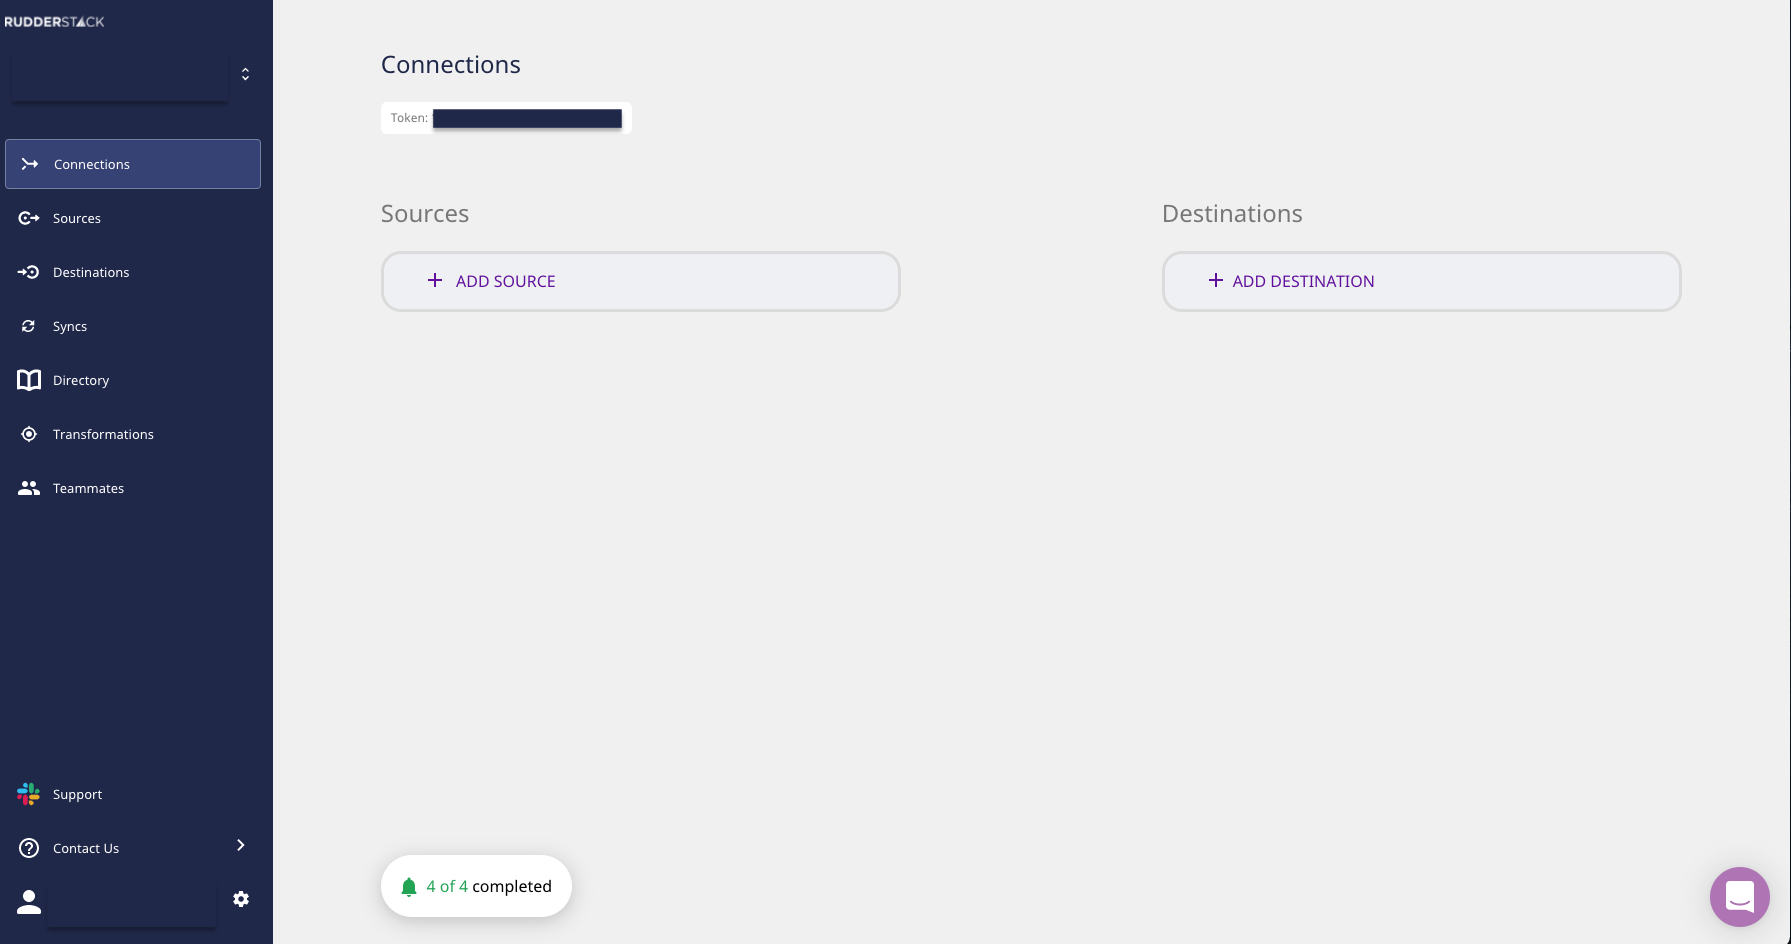 RUDDERSTACK
Connections
Sources
Destinations
Syncs
Directory
Transformations
Teammates
Support
Contact Us
Connections
Token:
Sources
+ ADD SOURCE
Destinations
+ ADD DESTINATION
4 of 4 completed